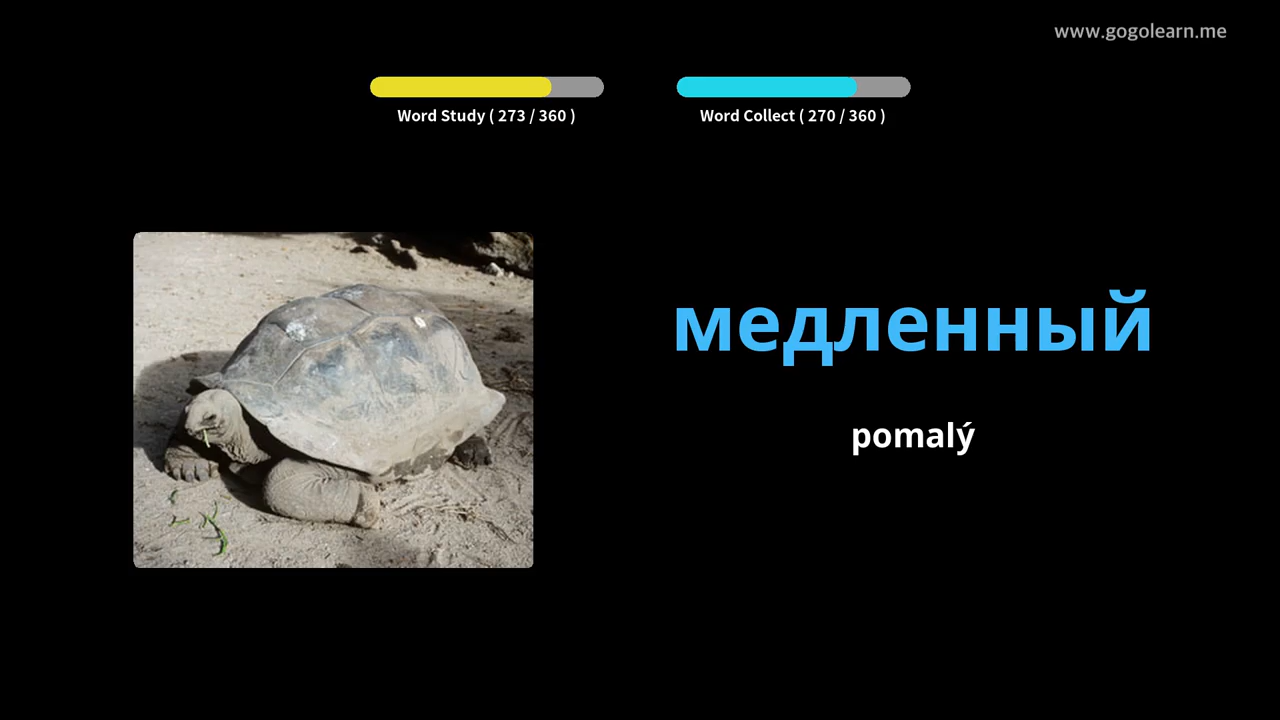 www.gogolearn.me
Word Study ( 273 / 360 )
Word Collect ( 270 / 360 )
медленный
pomalý